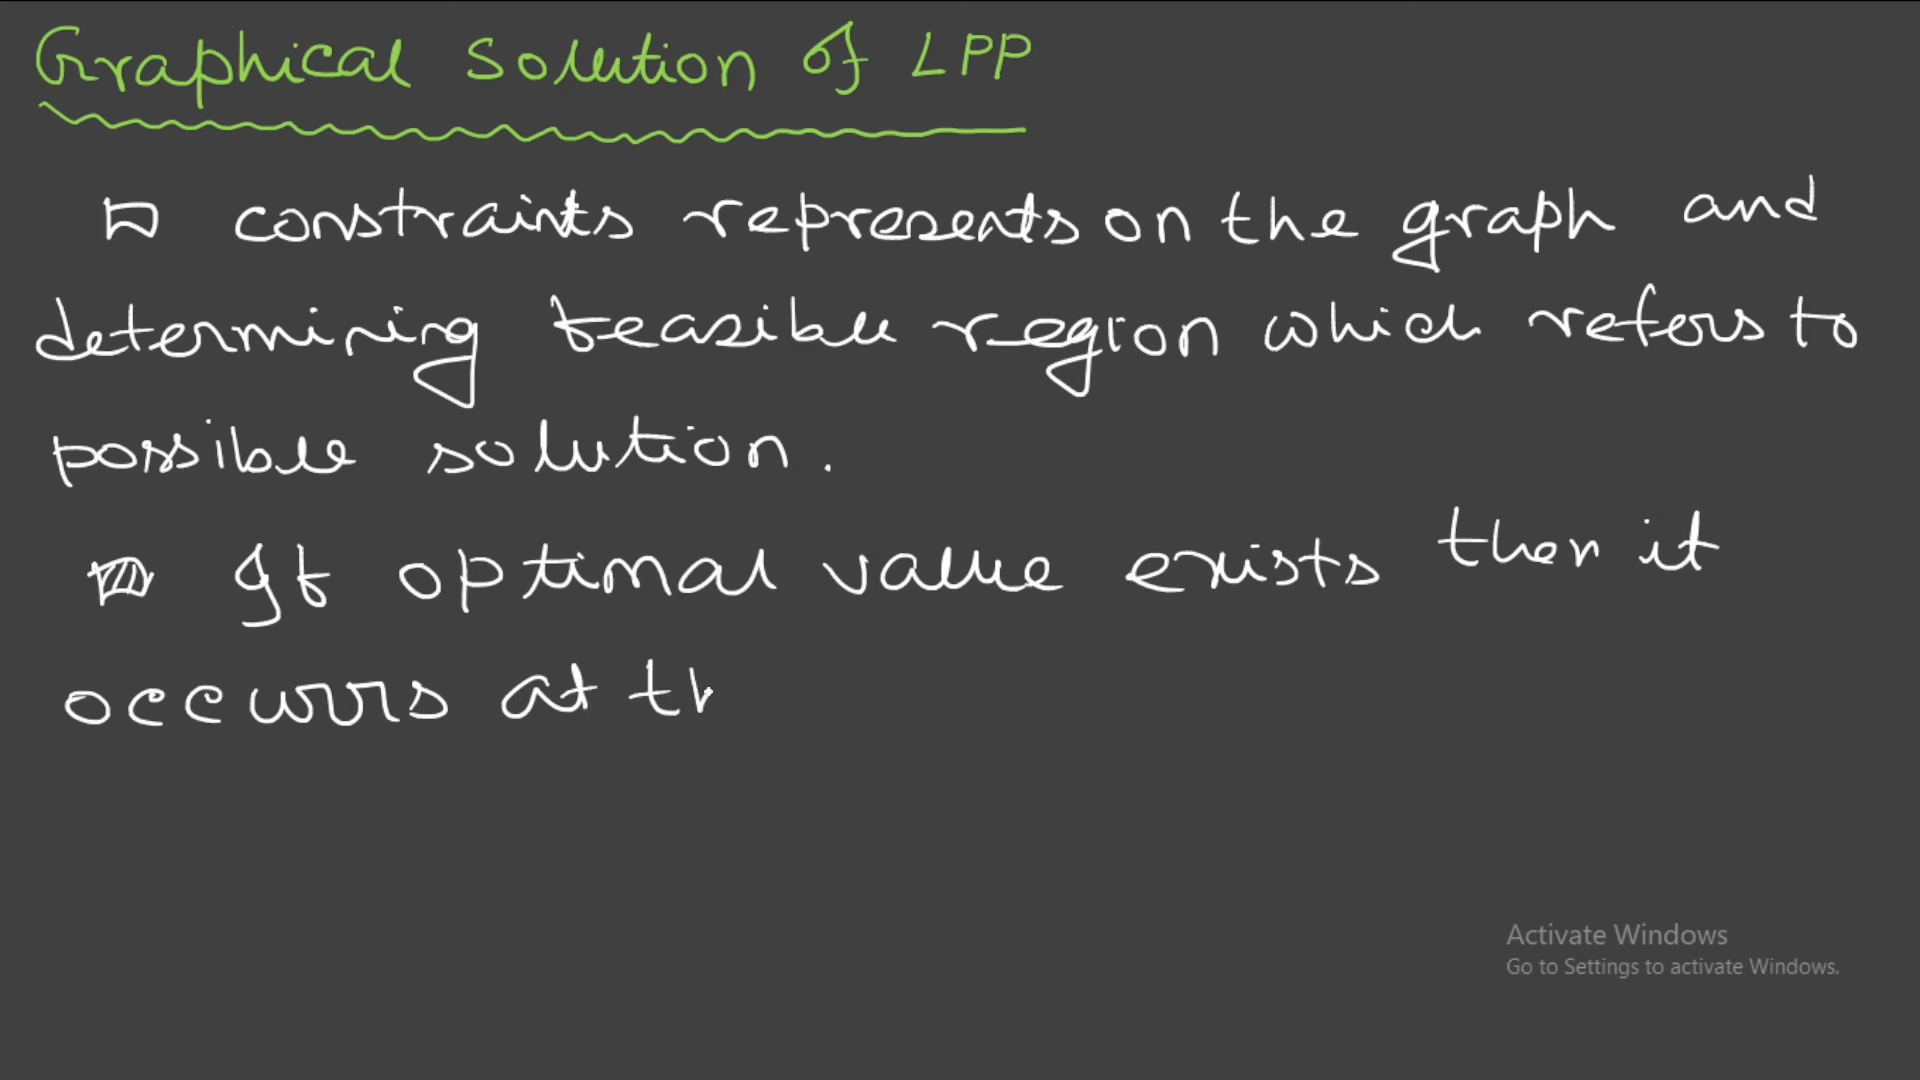 Graphical Solution of LPP
constraints represents on the graph and
determining feasible region which refers to
possible solution.
If optimal value exists then it
occurrs at th
Activate Windows
Go to Settings to activate Windows.